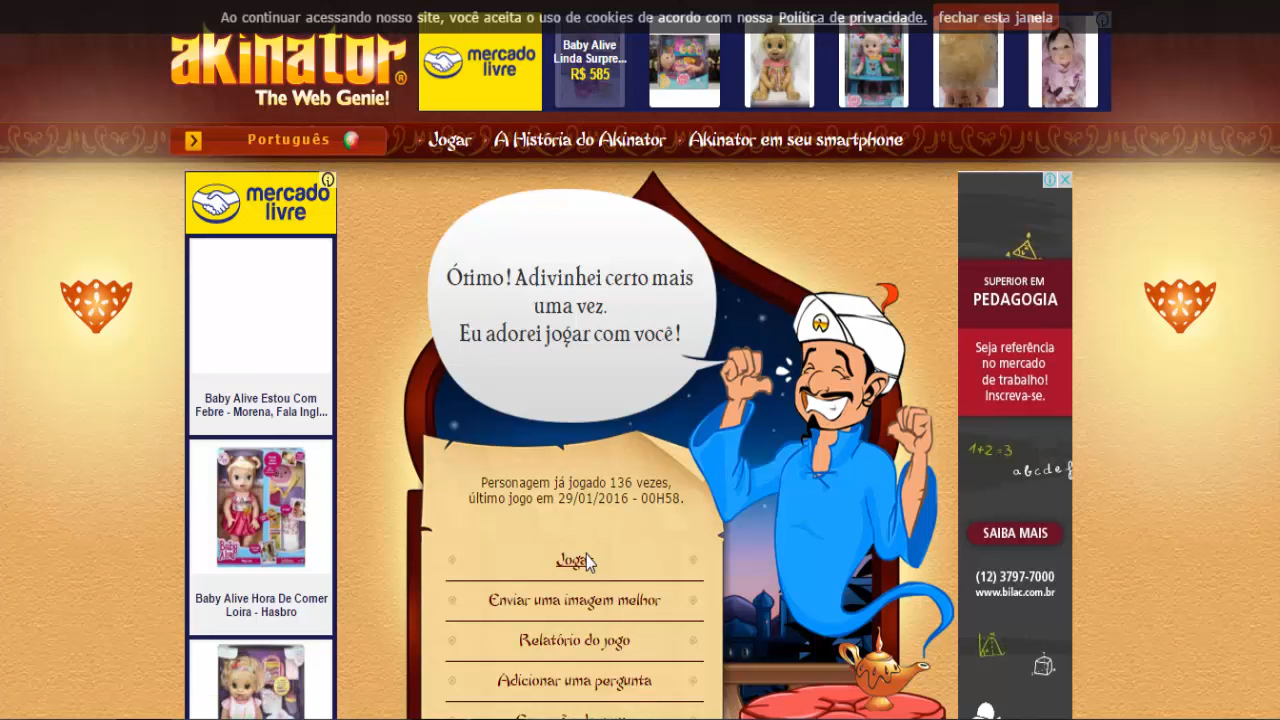 Ao continuar acessando nosso site, você aceita o uso de cookies de acordo com nossa Política de privacidade. fechar esta janela
akinator®
The Web Genie!
mercado
livre
Baby Alive
Linda Surpre...
R$ 585
Português
Jogar
A História do Akinator
Akinator em seu smartphone
mercado
livre
Baby Alive Estou Com
Febre - Morena, Fala Ingl...
Baby Alive Hora De Comer
Loira - Hasbro
Órimo! Adivinhei certo mais
uma vez.
Eu adorei jogar com você!
Personagem já jogado 136 vezes,
último jogo em 29/01/2016 - 00H58.
Joga
Enviar uma imagem melhor
Relatório do jogo
Adicionar uma pergunta
SUPERIOR EM
PEDAGOGIA
Seja referência
no mercado
de trabalho!
Inscreva-se.
1+2=3
a b c d e f
SAIBA MAIS
(12) 3797-7000
www.bilac.com.br